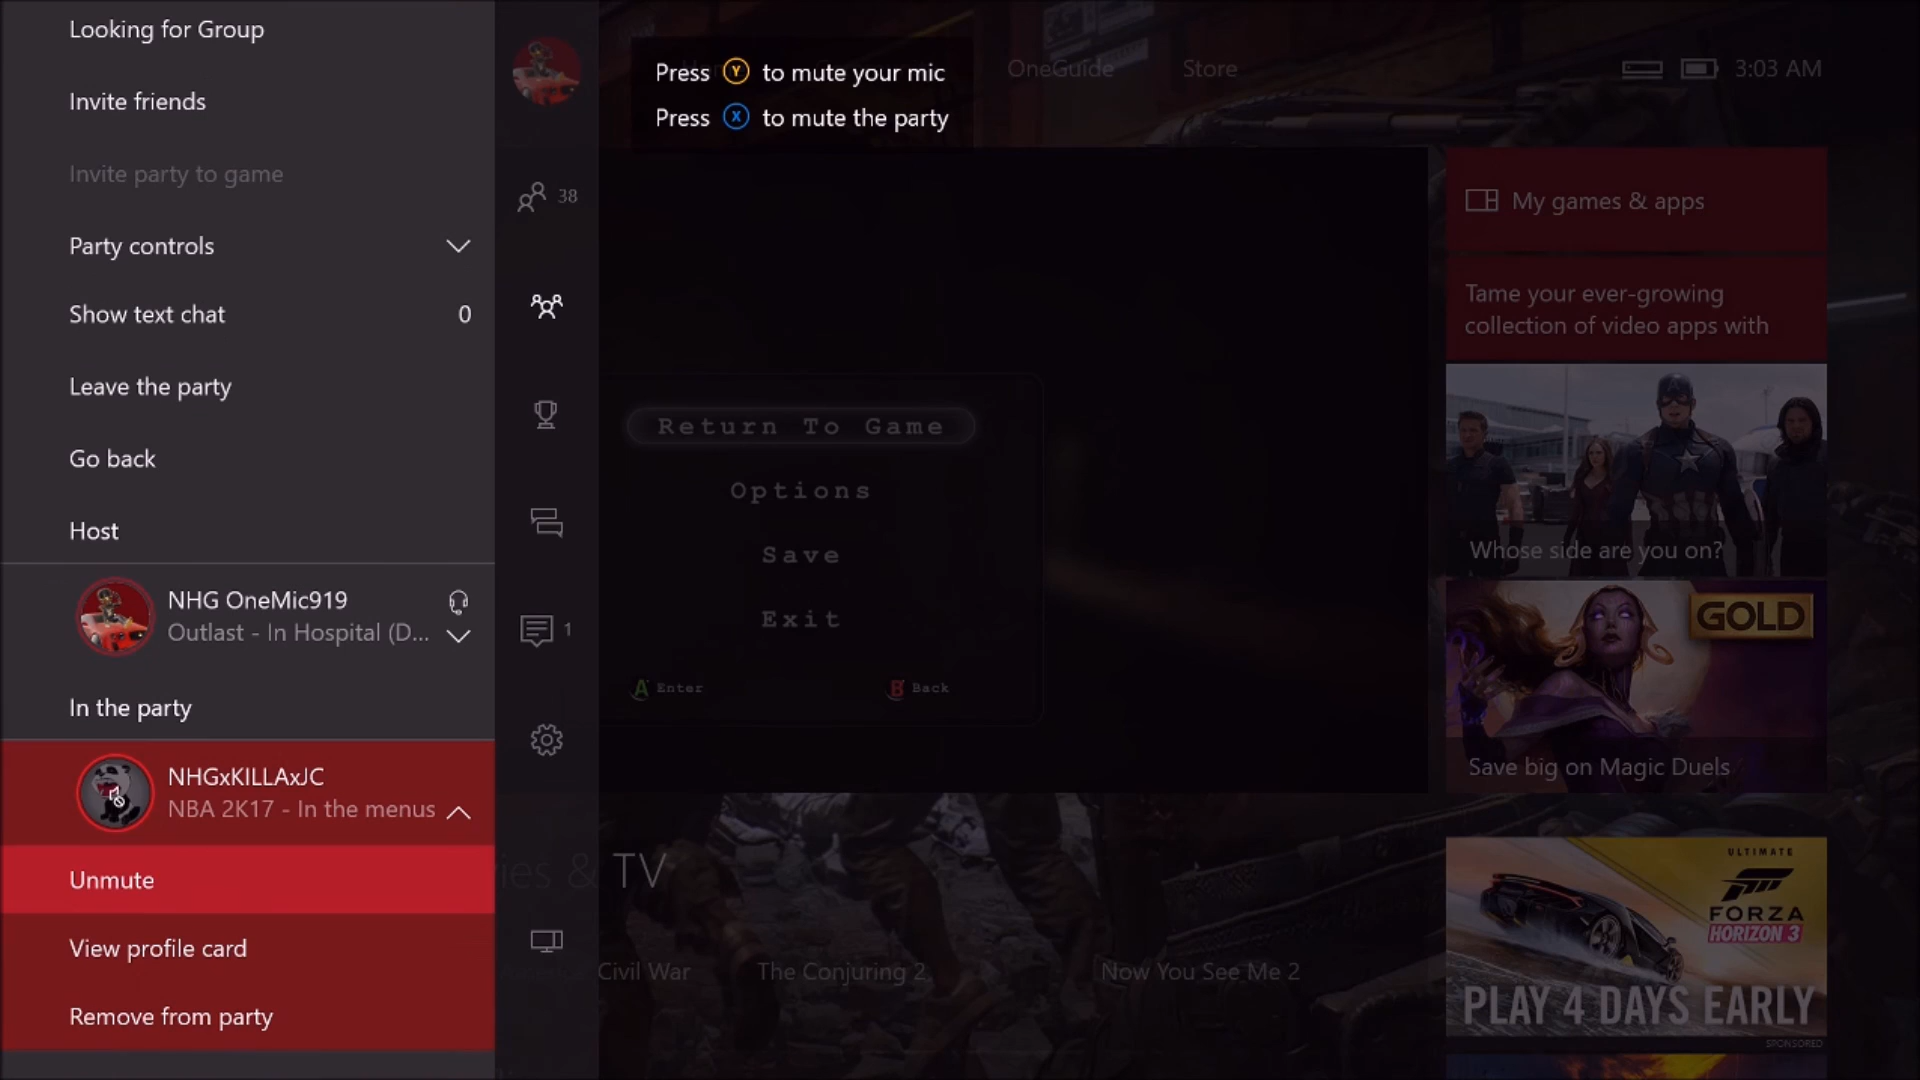 Looking for Group
Invite friends
Invite party to game
Party controls
Show text chat 0
Leave the party
Go back
Host
NHG OneMic919
Outlast - In Hospital (D...
In the party
NHGxKILLAxJC
NBA 2K17 - In the menus
Unmute
View profile card
Remove from party
38
1
Press Y to mute your mic
Press X to mute the party
OneGuide
Store
3:03 AM
Return To Game
Options
Save
Exit
A Enter
B Back
My games & apps
Tame your ever-growing
collection of video apps with
Whose side are you on?
GOLD
Save big on Magic Duels
ies & TV
Civil War
The Conjuring 2
Now You See Me 2
ULTIMATE
FORZA
HORIZON 3
PLAY 4 DAYS EARLY
SPONSORED